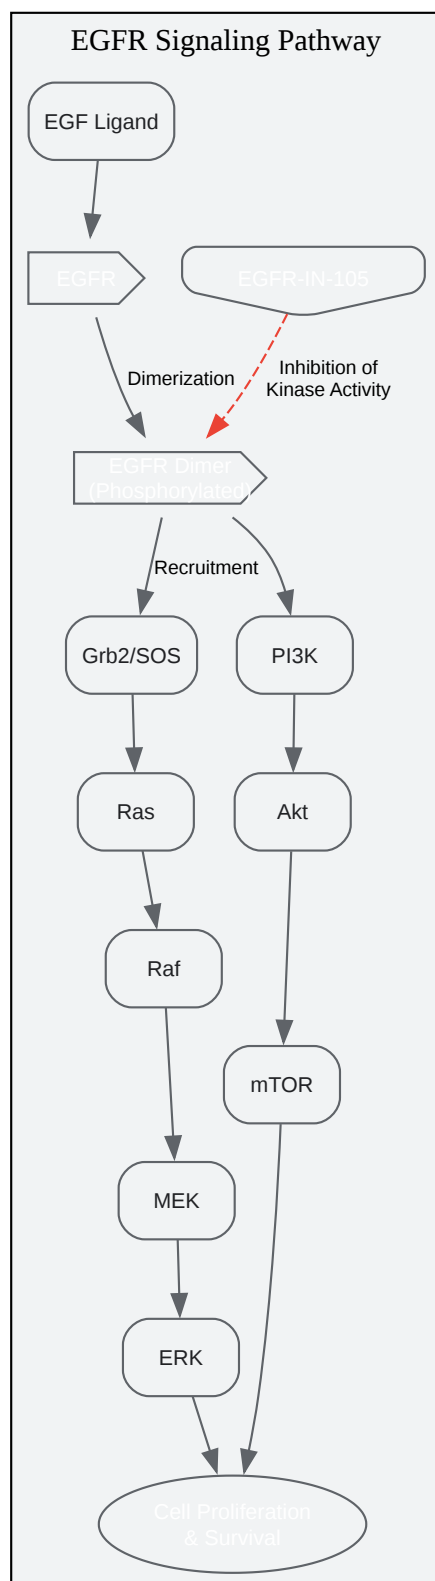 EGFR Signaling Pathway
EGF Ligand
EGFR
EGFR-IN-105
Dimerization
Inhibition of
Kinase Activity
EGFR Dimer
(Phosphorylated)
Recruitment
Grb2/SOS
PI3K
Ras
Akt
Raf
mTOR
MEK
ERK
Cell Proliferation
& Survival